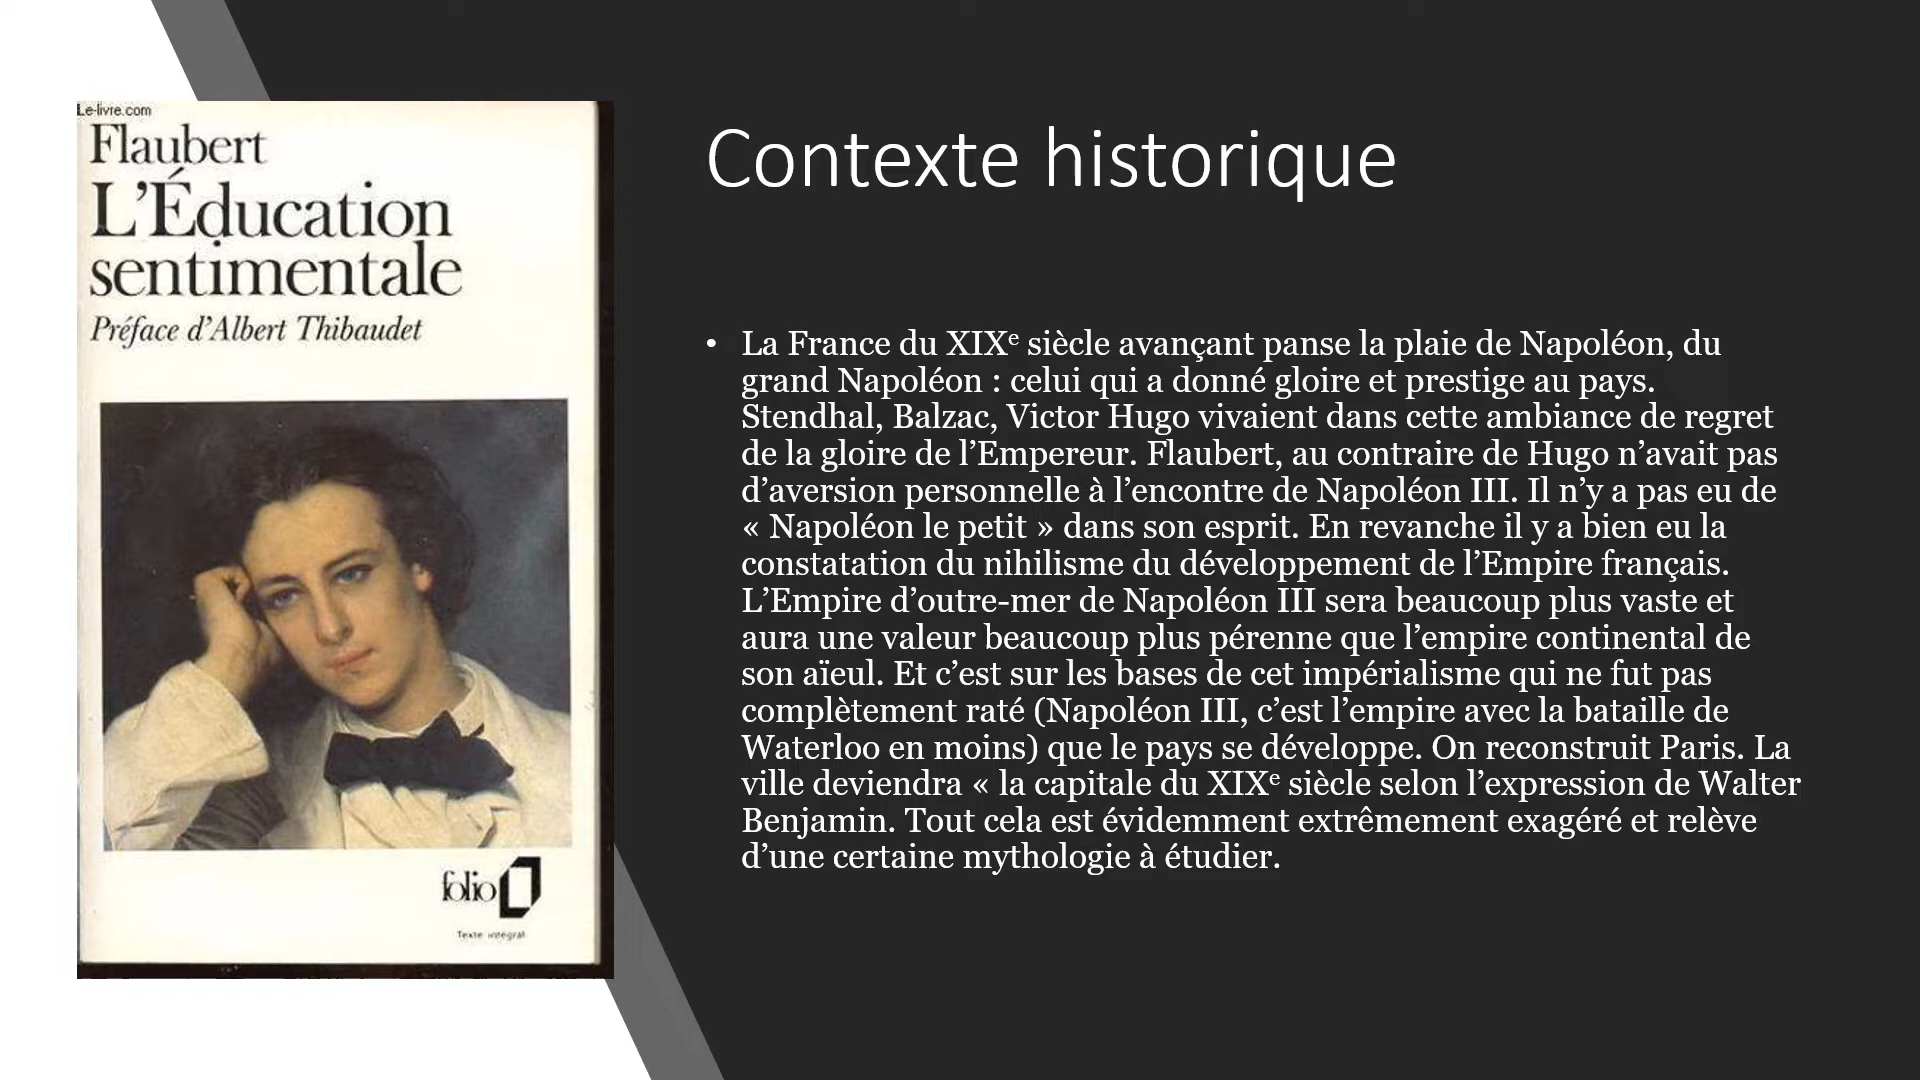 Le-livre.com
Flaubert
L'Éducation
sentimentale
Préface d'Albert Thibaudet
folio
Texte intégral
Contexte historique
• La France du XIXe siècle avançant panse la plaie de Napoléon, du
grand Napoléon : celui qui a donné gloire et prestige au pays.
Stendhal, Balzac, Victor Hugo vivaient dans cette ambiance de regret
de la gloire de l’Empereur. Flaubert, au contraire de Hugo n’avait pas
d’aversion personnelle à l’encontre de Napoléon III. Il n’y a pas eu de
« Napoléon le petit » dans son esprit. En revanche il y a bien eu la
constatation du nihilisme du développement de l’Empire français.
L’Empire d’outre-mer de Napoléon III sera beaucoup plus vaste et
aura une valeur beaucoup plus pérenne que l’empire continental de
son aïeul. Et c’est sur les bases de cet impérialisme qui ne fut pas
complètement raté (Napoléon III, c’est l’empire avec la bataille de
Waterloo en moins) que le pays se développe. On reconstruit Paris. La
ville deviendra « la capitale du XIXe siècle selon l’expression de Walter
Benjamin. Tout cela est évidemment extrêmement exagéré et relève
d’une certaine mythologie à étudier.